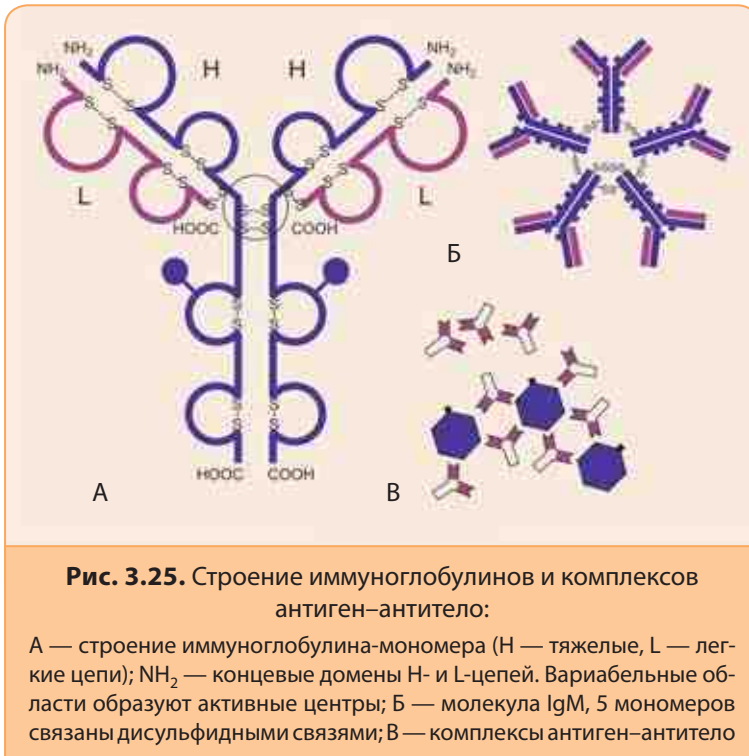 NH₂
NH₂
H
H
NH₂
NH₂
L
L
S
S
S
S
S
S
S
S
HOOC
COOH
S–S
S–S
Б
S
S
S
S
HOOC
COOH
А
В
Рис. 3.25. Строение иммуноглобулинов и комплексов
антиген–антитело:
А — строение иммуноглобулина-мономера (H — тяжелые, L — лег-
кие цепи); NH₂ — концевые домены H- и L-цепей. Вариабельные об-
ласти образуют активные центры; Б — молекула IgM, 5 мономеров
связаны дисульфидными связями; В — комплексы антиген–антитело